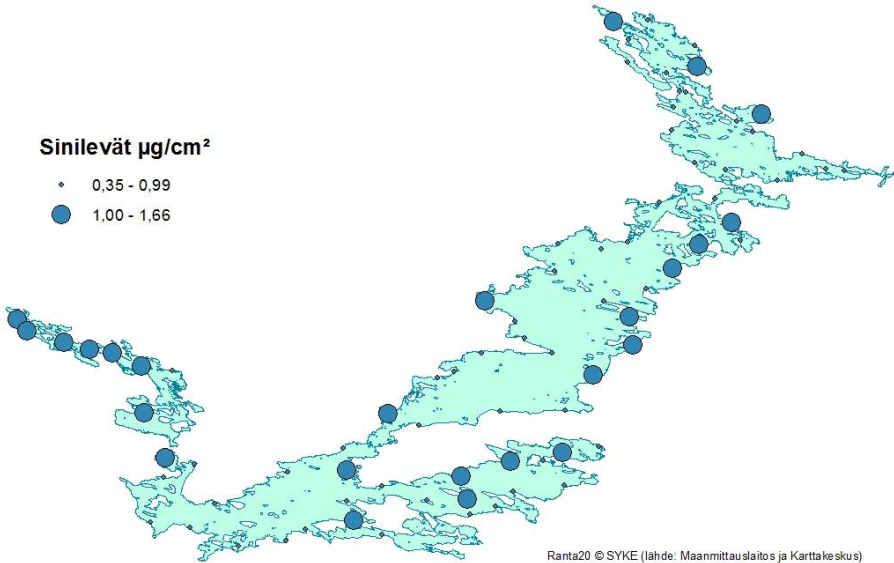 Sinilevät µg/cm²
0,35 - 0,99
1,00 - 1,66
Ranta20 © SYKE (lähde: Maanmittauslaitos ja Karttakeskus)